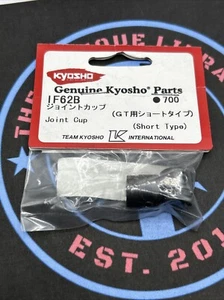 KYOSHO
Genuine Kyosho® Parts
IF62B ●700
ジョイントカップ (GT用ショートタイプ)
Joint Cup (Short Type)
TEAM KYOSHO K INTERNATIONAL
EST. 201